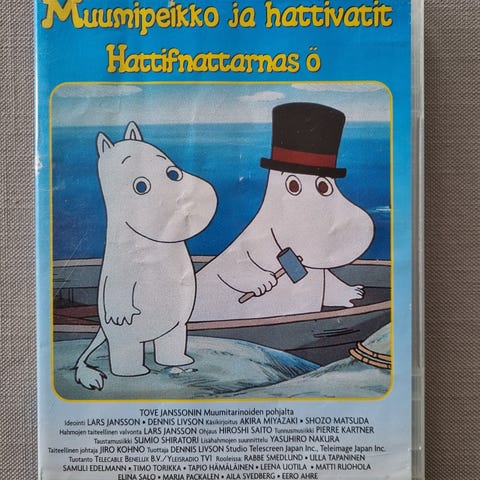 Muumipeikko ja hattivatit
Hattifnattarnas ö
TOVE JANSSONIN Muumitarinoiden pohjalta
Ideointi LARS JANSSON • DENNIS LIVSON Käsikirjoitus AKIRA MIYAZAKI • SHOZO MATSUDA
Hahmojen taiteellinen valvonta LARS JANSSON Ohjaus HIROSHI SAITO Tunnusmusiikki PIERRE KARTNER
Taustamusiikki SUMIO SHIRATORI Lisähahmojen suunnittelu YASUHIRO NAKURA
Taiteellinen johtaja JIRO KOHNO Tuottaja DENNIS LIVSON Studio Telescreen Japan Inc., Teleimage Japan Inc.
Tuotanto TELECABLE BENELUX B.V./YLEISRADIO TV1 Rooleissa: RABBE SMEDLUND • ULLA TAPANINEN
SAMULI EDELMANN • TIMO TORIKKA • TAPIO HÄMÄLÄINEN • LEENA UOTILA • MATTI RUOHOLA
ELINA SALO • MARIA PACKALEN • AILA SVEDBERG • EERO AHRE